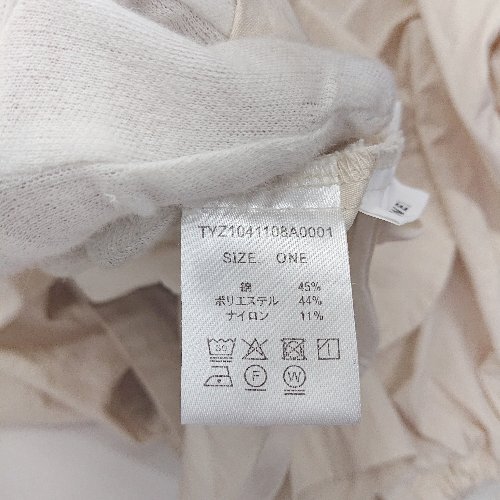 TYZ1041108A0001
SIZE. ONE
綿 45%
ポリエステル 44%
ナイロン 11%
F W